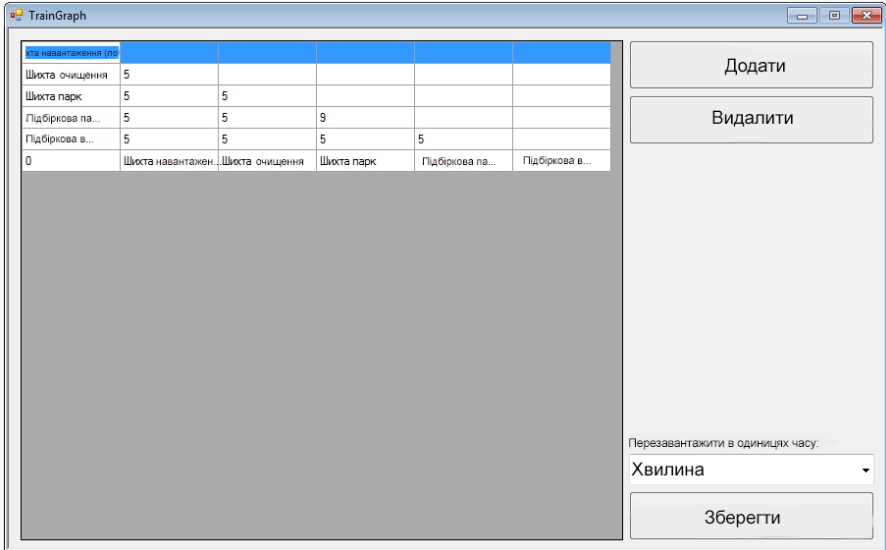 TrainGraph
хта навантаження (по
Шихта очищення 5
Шихта парк 5 5
Підбіркова па... 5 5 9
Підбіркова в... 5 5 5 5
0 Шихта навантажен... Шихта очищення Шихта парк Підбіркова па... Підбіркова в...
Додати
Видалити
Перезавантажити в одиницях часу:
Хвилина
Зберегти